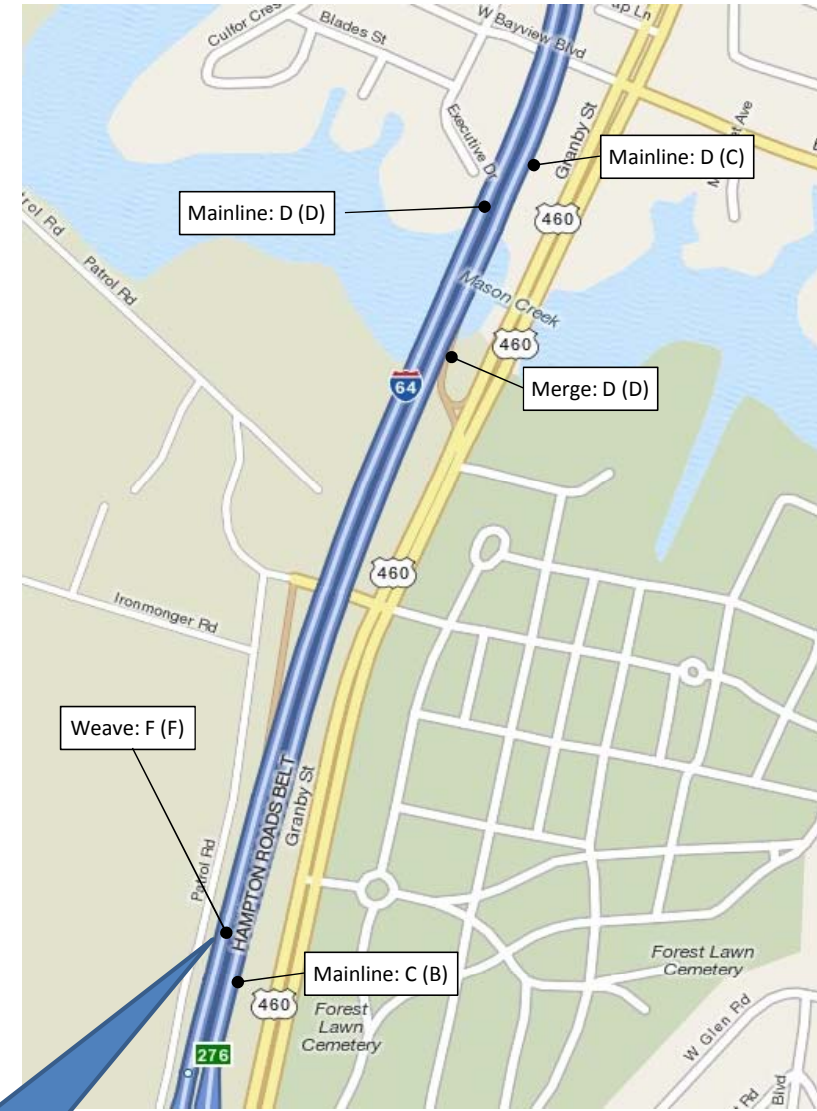 Culfor Cres
Blades St
W Bayview Blvd
Executive Dr
Granby St
Mainline: D (C)
Mainline: D (D)
460
Patrol Rd
Mason Creek
460
64
Merge: D (D)
460
Ironmonger Rd
Weave: F (F)
HAMPTON ROADS BELT
Granby St
Patrol Rd
Mainline: C (B)
460
Forest
Lawn
Cemetery
Forest Lawn
Cemetery
W Glen Rd
276
Blvd